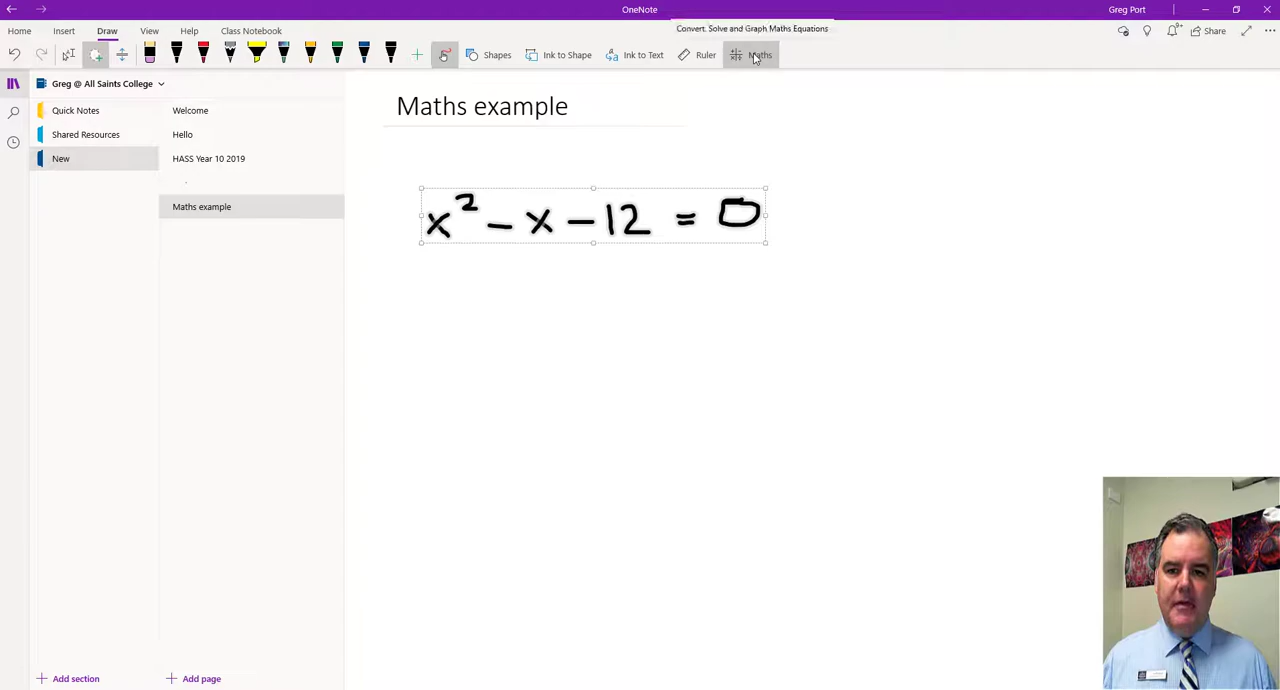 OneNote
Greg Port
Convert, Solve and Graph Maths Equations
Home
Insert
Draw
View
Help
Class Notebook
9+
Share
Shapes
Ink to Shape
Ink to Text
Ruler
Maths
Greg @ All Saints College
Quick Notes
Shared Resources
New
Welcome
Hello
HASS Year 10 2019
.
Maths example
Maths example
x² - x - 12 = 0
Add section
Add page